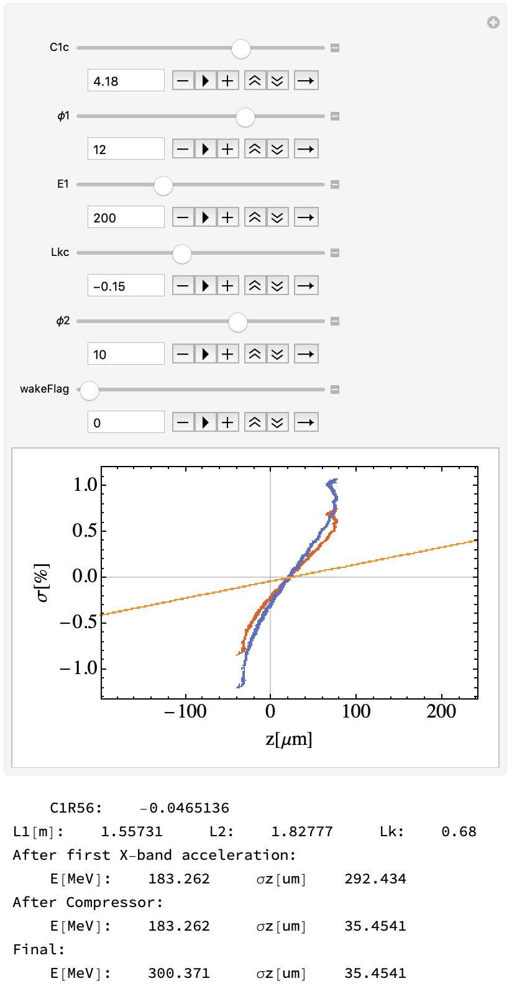 C1c
4.18
ϕ1
12
E1
200
Lkc
−0.15
ϕ2
10
wakeFlag
0
1.0
0.5
0.0
−0.5
−1.0
σ[%]
−100 0 100 200
z[μm]
C1R56: -0.0465136
L1[m]: 1.55731 L2: 1.82777 Lk: 0.68
After first X-band acceleration:
E[MeV]: 183.262 σz[um] 292.434
After Compressor:
E[MeV]: 183.262 σz[um] 35.4541
Final:
E[MeV]: 300.371 σz[um] 35.4541